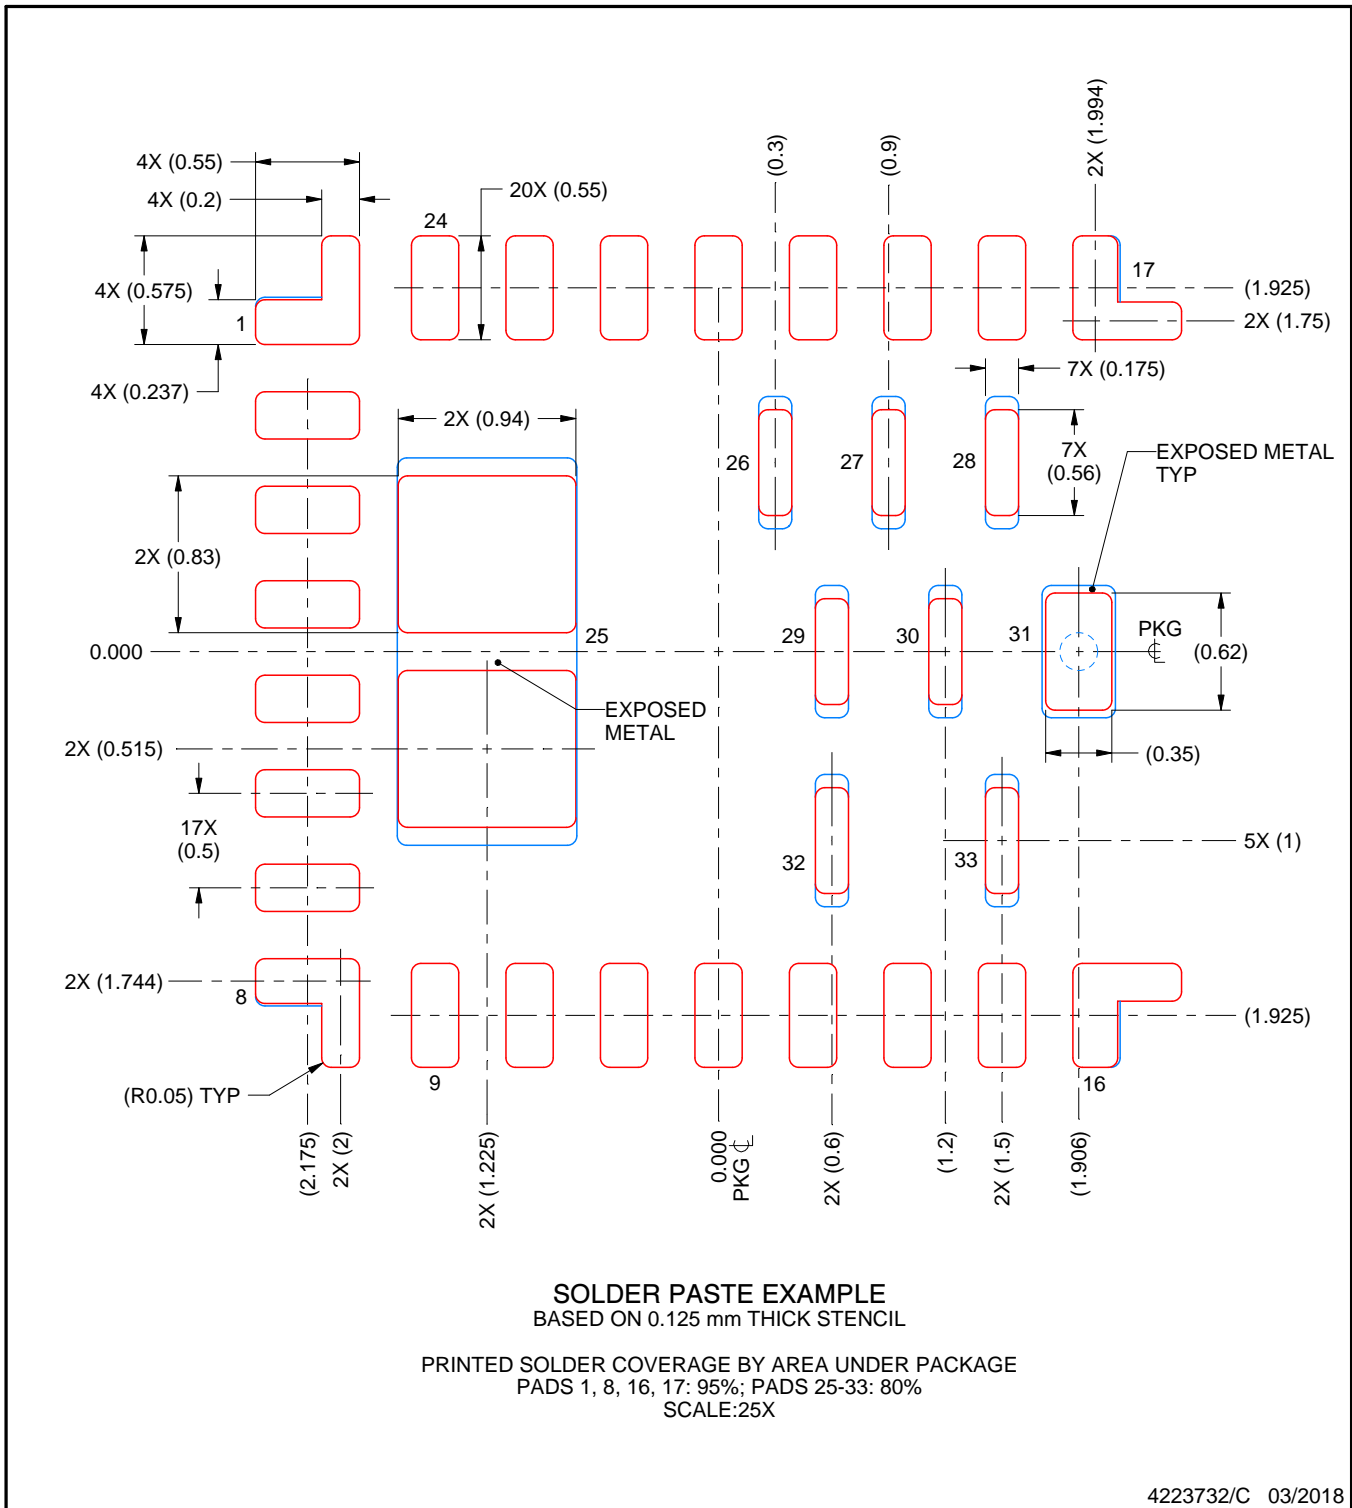 2X (1.994)
(0.3)
(0.9)
4X (0.55)
4X (0.2)
20X (0.55)
24
17
4X (0.575)
(1.925)
1
2X (1.75)
4X (0.237)
7X (0.175)
2X (0.94)
26
27
28
7X
(0.56)
EXPOSED METAL
TYP
2X (0.83)
0.000
25
29
30
31
PKG
(0.62)
EXPOSED
METAL
2X (0.515)
(0.35)
17X
(0.5)
32
33
5X (1)
2X (1.744)
8
(1.925)
(R0.05) TYP
9
16
(2.175)
2X (2)
2X (1.225)
0.000
PKG
2X (0.6)
(1.2)
2X (1.5)
(1.906)
SOLDER PASTE EXAMPLE
BASED ON 0.125 mm THICK STENCIL
PRINTED SOLDER COVERAGE BY AREA UNDER PACKAGE
PADS 1, 8, 16, 17: 95%; PADS 25-33: 80%
SCALE:25X
4223732/C 03/2018